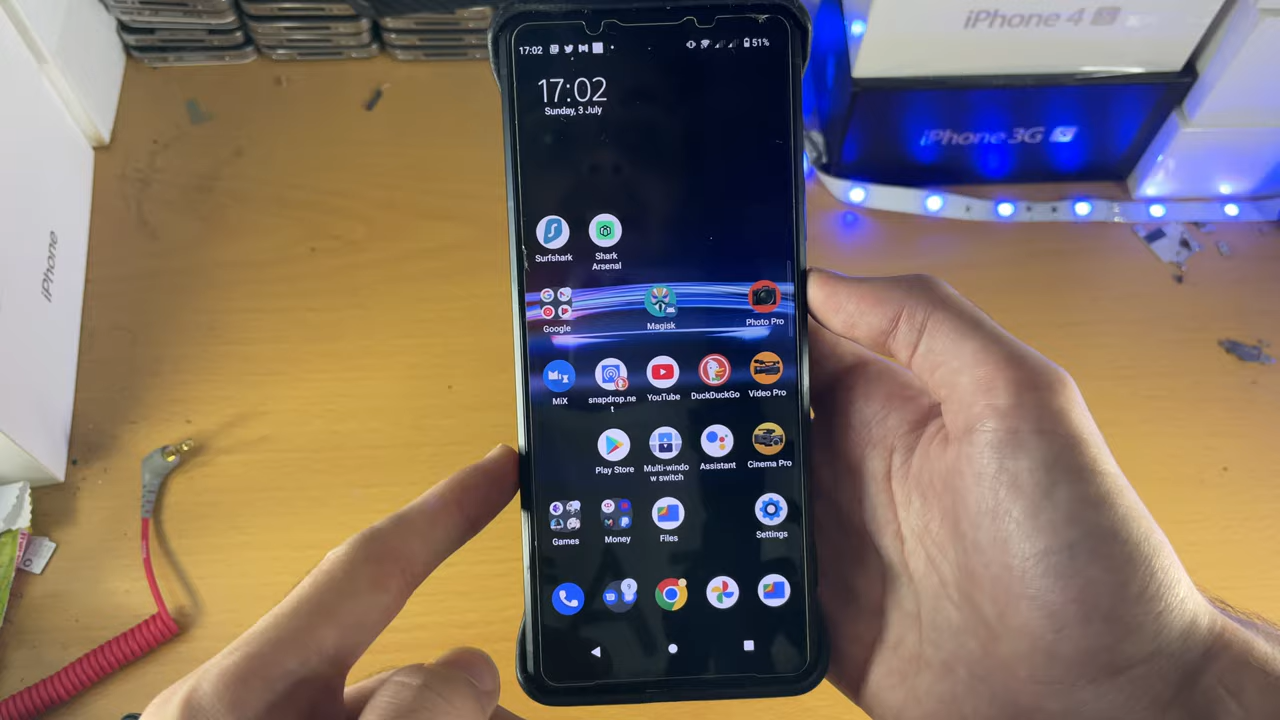 iPhone 4 S
iPhone 3G S
iPhone
17:02
51%
17:02
Sunday, 3 July
Surfshark
Shark
Arsenal
Google
Magisk
Photo Pro
MiX
snapdrop.ne
t
YouTube
DuckDuckGo
Video Pro
Play Store
Multi-windo
w switch
Assistant
Cinema Pro
Games
Money
Files
Settings